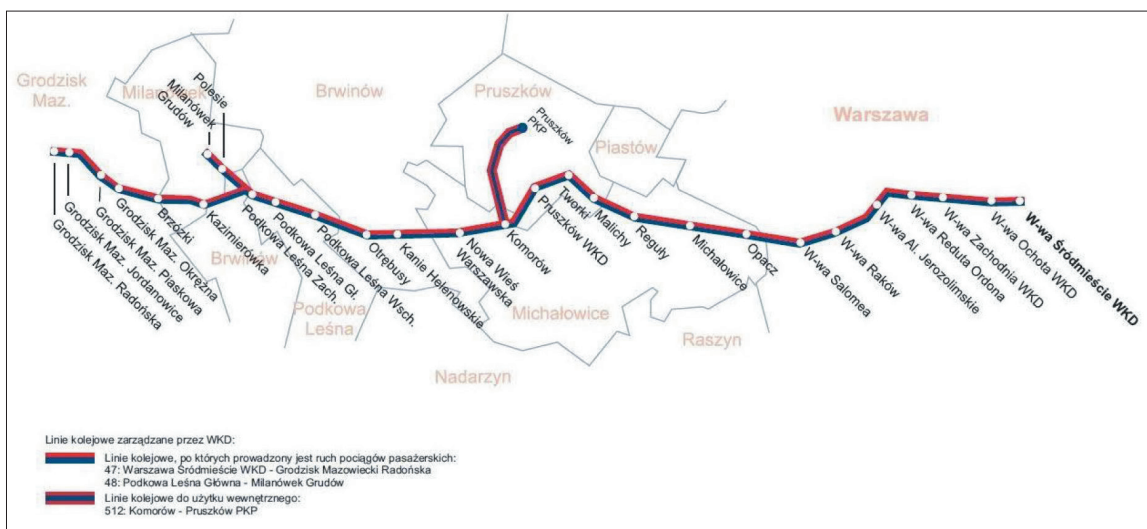 Grodzisk
Maz.
Milanówek
Brwinów
Pruszków
Piastów
Warszawa
Brwinów
Podkowa
Leśna
Michałowice
Nadarzyn
Raszyn
Grodzisk Maz. Radońska
Grodzisk Maz. Jordanowice
Grodzisk Maz. Piaskowa
Grodzisk Maz. Okrężna
Brzózki
Kazimierówka
Milanówek
Grudów
Polesie
Podkowa Leśna Zach.
Podkowa Leśna Gł.
Podkowa Leśna Wsch.
Otrębusy
Kanie Helenowskie
Nowa Wieś
Warszawska
Komorów
Pruszków
PKP
Pruszków WKD
Tworki
Malichy
Reguły
Michałowice
Opacz
W-wa Salomea
W-wa Raków
W-wa Al. Jerozolimskie
W-wa Reduta Ordona
W-wa Zachodnia WKD
W-wa Ochota WKD
W-wa Śródmieście WKD
Linie kolejowe zarządzane przez WKD:
Linie kolejowe, po których prowadzony jest ruch pociągów pasażerskich:
47: Warszawa Śródmieście WKD - Grodzisk Mazowiecki Radońska
48: Podkowa Leśna Główna - Milanówek Grudów
Linie kolejowe do użytku wewnętrznego:
512: Komorów - Pruszków PKP